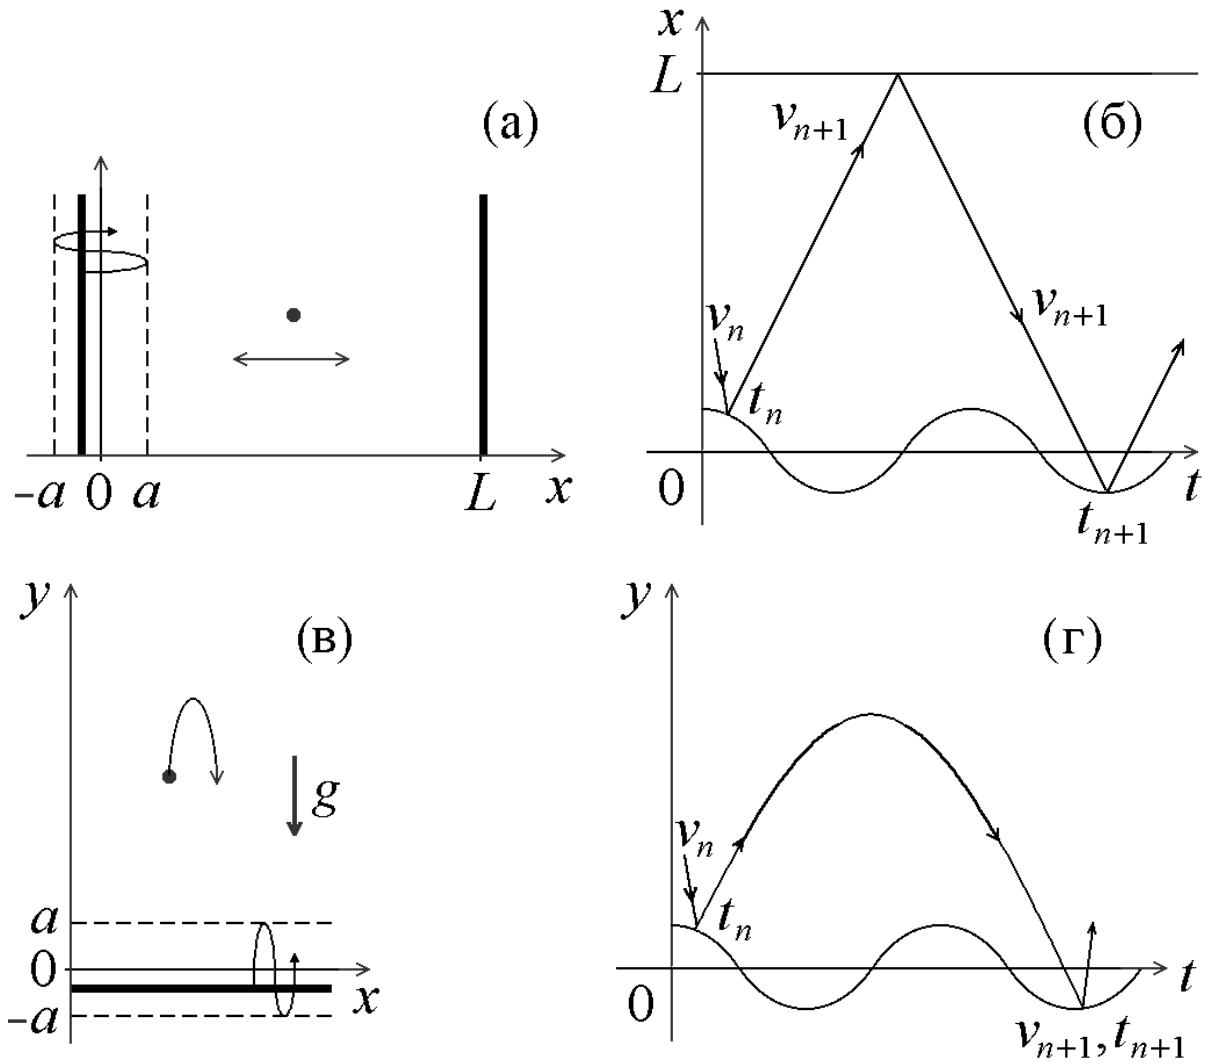 (а)
-a 0 a L x
x
L
v_{n+1}
(б)
v_n
v_{n+1}
t_n
0
t
t_{n+1}
y
(в)
g
a
0
-a
x
y
(г)
v_n
t_n
0
t
v_{n+1}, t_{n+1}